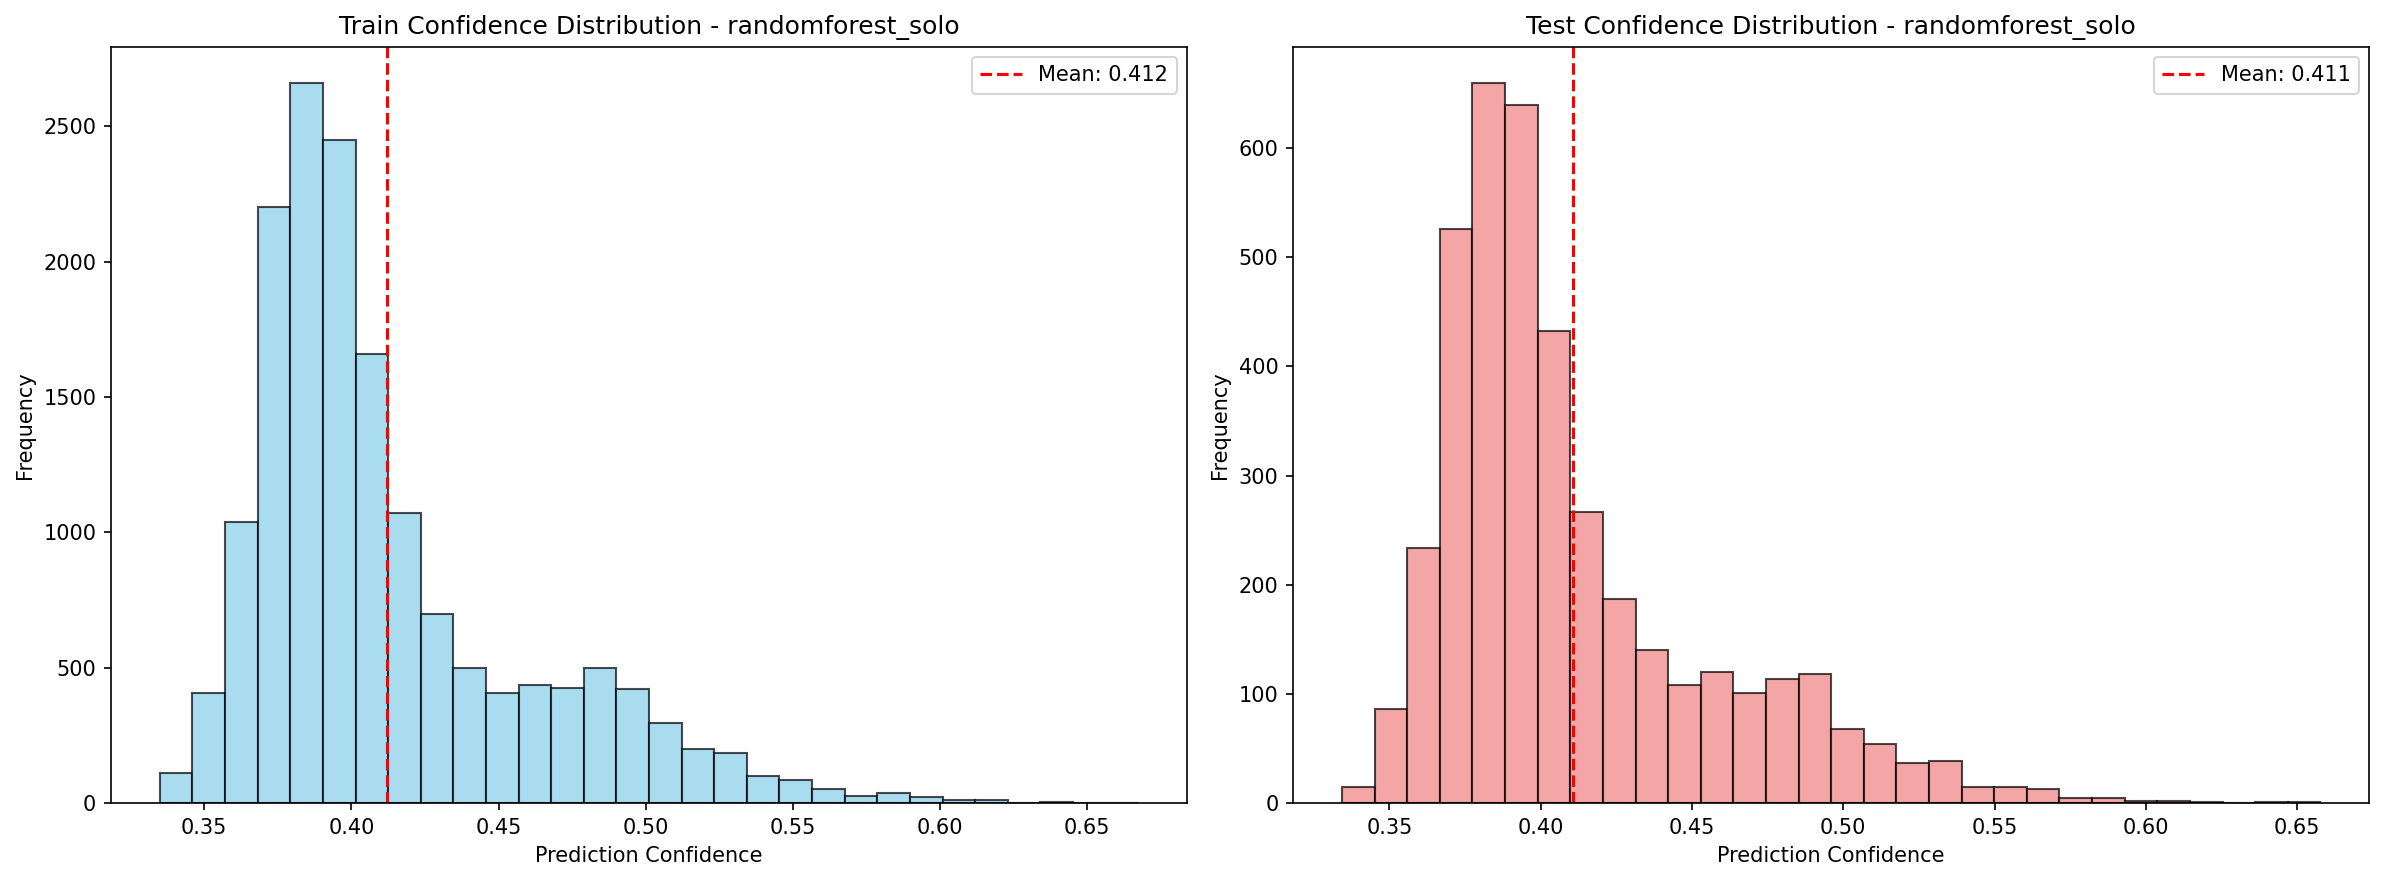 Train Confidence Distribution - randomforest_solo
Mean: 0.412
2500
2000
1500
1000
500
0
Frequency
0.35 0.40 0.45 0.50 0.55 0.60 0.65
Prediction Confidence
Test Confidence Distribution - randomforest_solo
Mean: 0.411
600
500
400
300
200
100
0
Frequency
0.35 0.40 0.45 0.50 0.55 0.60 0.65
Prediction Confidence